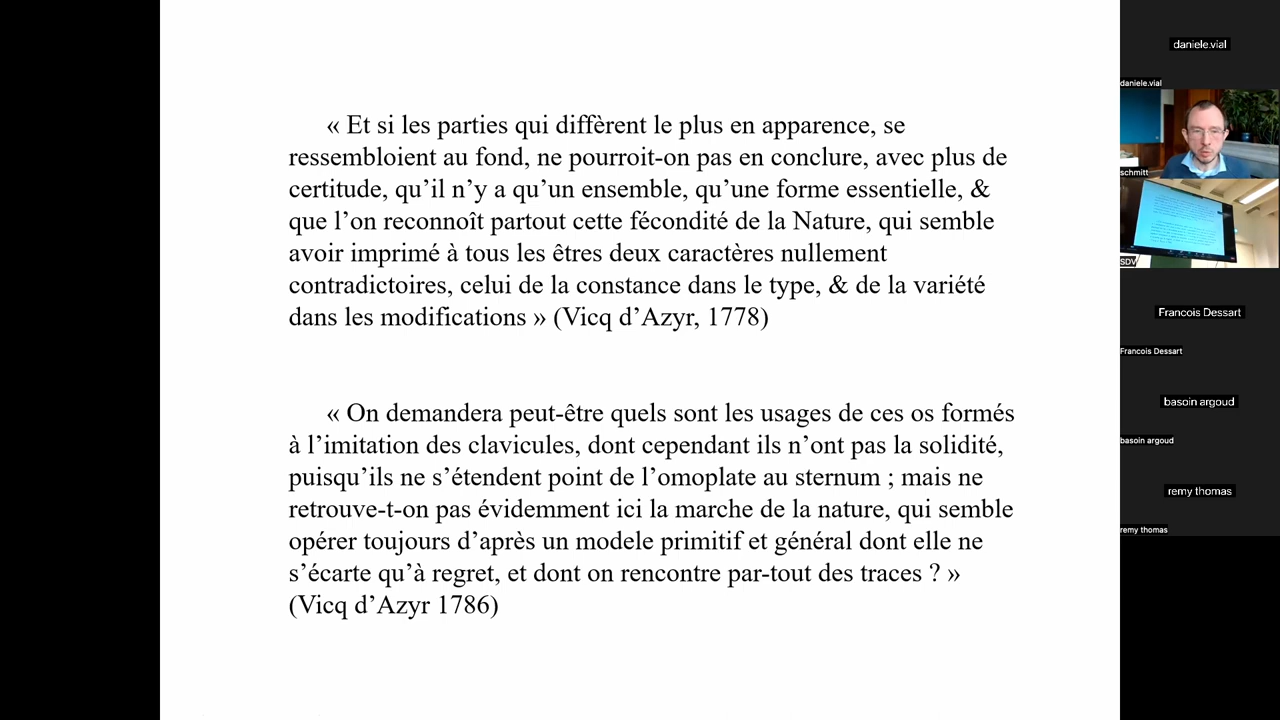 « Et si les parties qui diffèrent le plus en apparence, se
ressembloient au fond, ne pourroit-on pas en conclure, avec plus de
certitude, qu’il n’y a qu’un ensemble, qu’une forme essentielle, &
que l’on reconnoît partout cette fécondité de la Nature, qui semble
avoir imprimé à tous les êtres deux caractères nullement
contradictoires, celui de la constance dans le type, & de la variété
dans les modifications » (Vicq d’Azyr, 1778)
« On demandera peut-être quels sont les usages de ces os formés
à l’imitation des clavicules, dont cependant ils n’ont pas la solidité,
puisqu’ils ne s’étendent point de l’omoplate au sternum ; mais ne
retrouve-t-on pas évidemment ici la marche de la nature, qui semble
opérer toujours d’après un modele primitif et général dont elle ne
s’écarte qu’à regret, et dont on rencontre par-tout des traces ? »
(Vicq d’Azyr 1786)
daniele.vial
daniele.vial
schmitt
SDV
Francois Dessart
Francois Dessart
basoin argoud
basoin argoud
remy thomas
remy thomas